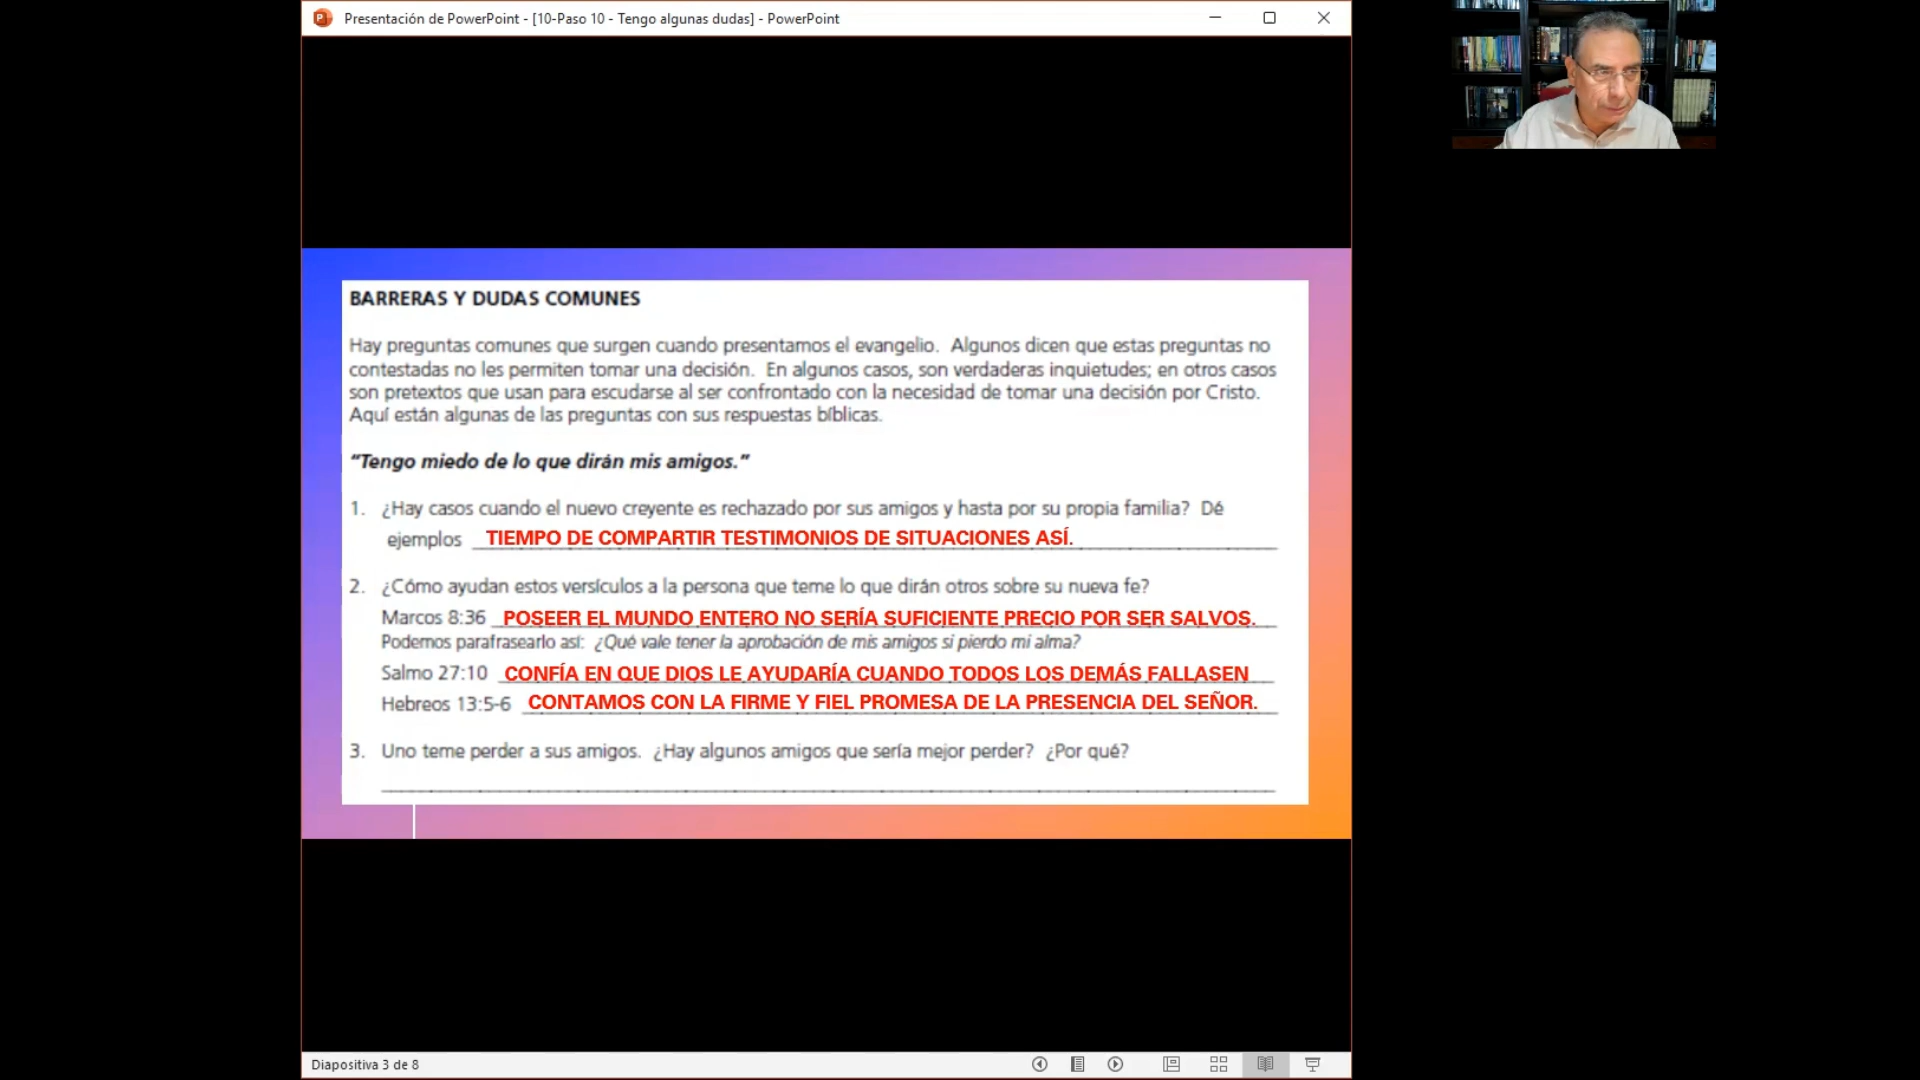 Presentación de PowerPoint - [10-Paso 10 - Tengo algunas dudas] - PowerPoint
BARRERAS Y DUDAS COMUNES
Hay preguntas comunes que surgen cuando presentamos el evangelio. Algunos dicen que estas preguntas no
contestadas no les permiten tomar una decisión. En algunos casos, son verdaderas inquietudes; en otros casos
son pretextos que usan para escudarse al ser confrontado con la necesidad de tomar una decisión por Cristo.
Aquí están algunas de las preguntas con sus respuestas bíblicas.
"Tengo miedo de lo que dirán mis amigos."
1. ¿Hay casos cuando el nuevo creyente es rechazado por sus amigos y hasta por su propia familia? Dé
ejemplos TIEMPO DE COMPARTIR TESTIMONIOS DE SITUACIONES ASÍ.
2. ¿Cómo ayudan estos versículos a la persona que teme lo que dirán otros sobre su nueva fe?
Marcos 8:36 POSEER EL MUNDO ENTERO NO SERÍA SUFICIENTE PRECIO POR SER SALVOS.
Podemos parafrasearlo así: ¿Qué vale tener la aprobación de mis amigos si pierdo mi alma?
Salmo 27:10 CONFÍA EN QUE DIOS LE AYUDARÍA CUANDO TODOS LOS DEMÁS FALLASEN
Hebreos 13:5-6 CONTAMOS CON LA FIRME Y FIEL PROMESA DE LA PRESENCIA DEL SEÑOR.
3. Uno teme perder a sus amigos. ¿Hay algunos amigos que sería mejor perder? ¿Por qué?
Diapositiva 3 de 8